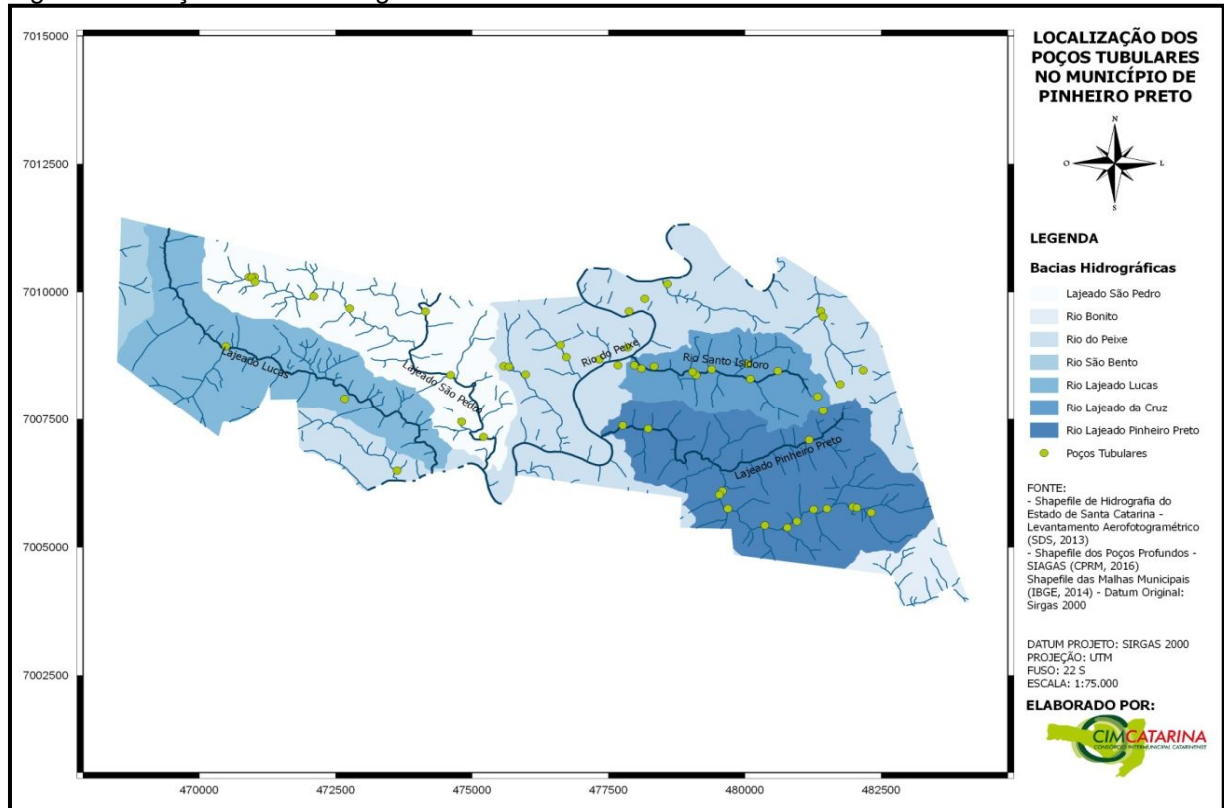 LOCALIZAÇÃO DOS
POÇOS TUBULARES
NO MUNICÍPIO DE
PINHEIRO PRETO
N
O
L
S
7015000
7012500
7010000
7007500
7005000
7002500
470000
472500
475000
477500
480000
482500
Lajeado Lucas
Lajeado São Pedro
Rio do Peixe
Rio Santo Isidoro
Lajeado Pinheiro Preto
LEGENDA
Bacias Hidrográficas
Lajeado São Pedro
Rio Bonito
Rio do Peixe
Rio São Bento
Rio Lajeado Lucas
Rio Lajeado da Cruz
Rio Lajeado Pinheiro Preto
Poços Tubulares
FONTE:
- Shapefile de Hidrografia do
Estado de Santa Catarina -
Levantamento Aerofotogramétrico
(SDS, 2013)
- Shapefile dos Poços Profundos -
SIAGAS (CPRM, 2016)
Shapefile das Malhas Municipais
(IBGE, 2014) - Datum Original:
Sirgas 2000
DATUM PROJETO: SIRGAS 2000
PROJEÇÃO: UTM
FUSO: 22 S
ESCALA: 1:75.000
ELABORADO POR:
CIMCATARINA
CONSÓRCIO INTERMUNICIPAL CATARINENSE